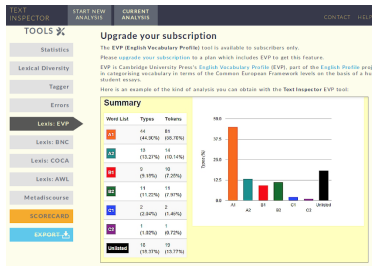 TEXT INSPECTOR
START NEW ANALYSIS
CURRENT ANALYSIS
CONTACT HELP
TOOLS
Statistics
Lexical Diversity
Tagger
Errors
Lexis: EVP
Lexis: BNC
Lexis: COCA
Lexis: AWL
Metadiscourse
SCORECARD
EXPORT
Upgrade your subscription
The EVP (English Vocabulary Profile) tool is available to subscribers only.
Please upgrade your subscription to a plan which includes EVP to get this feature.
EVP is Cambridge University Press's English Vocabulary Profile (EVP), part of the English Profile proj
in categorising vocabulary in terms of the Common European Framework levels on the basis of a hu
student essays.
Here is an example of the kind of analysis you can obtain with the Text Inspector EVP tool:
Summary
Word List Types Tokens
A1 44
A2 13 14
(13.27%) (10.14%)
B1 9 10
(9.18%) (7.25%)
B2 11 11
(11.22%) (7.97%)
C1 2 2
(2.04%) (1.45%)
C2 1 1
(1.02%) (0.72%)
Unlisted 18 19
(18.37%) (13.77%)
Types (%)
A1 A2 B1 B2 C1 C2 Unlisted